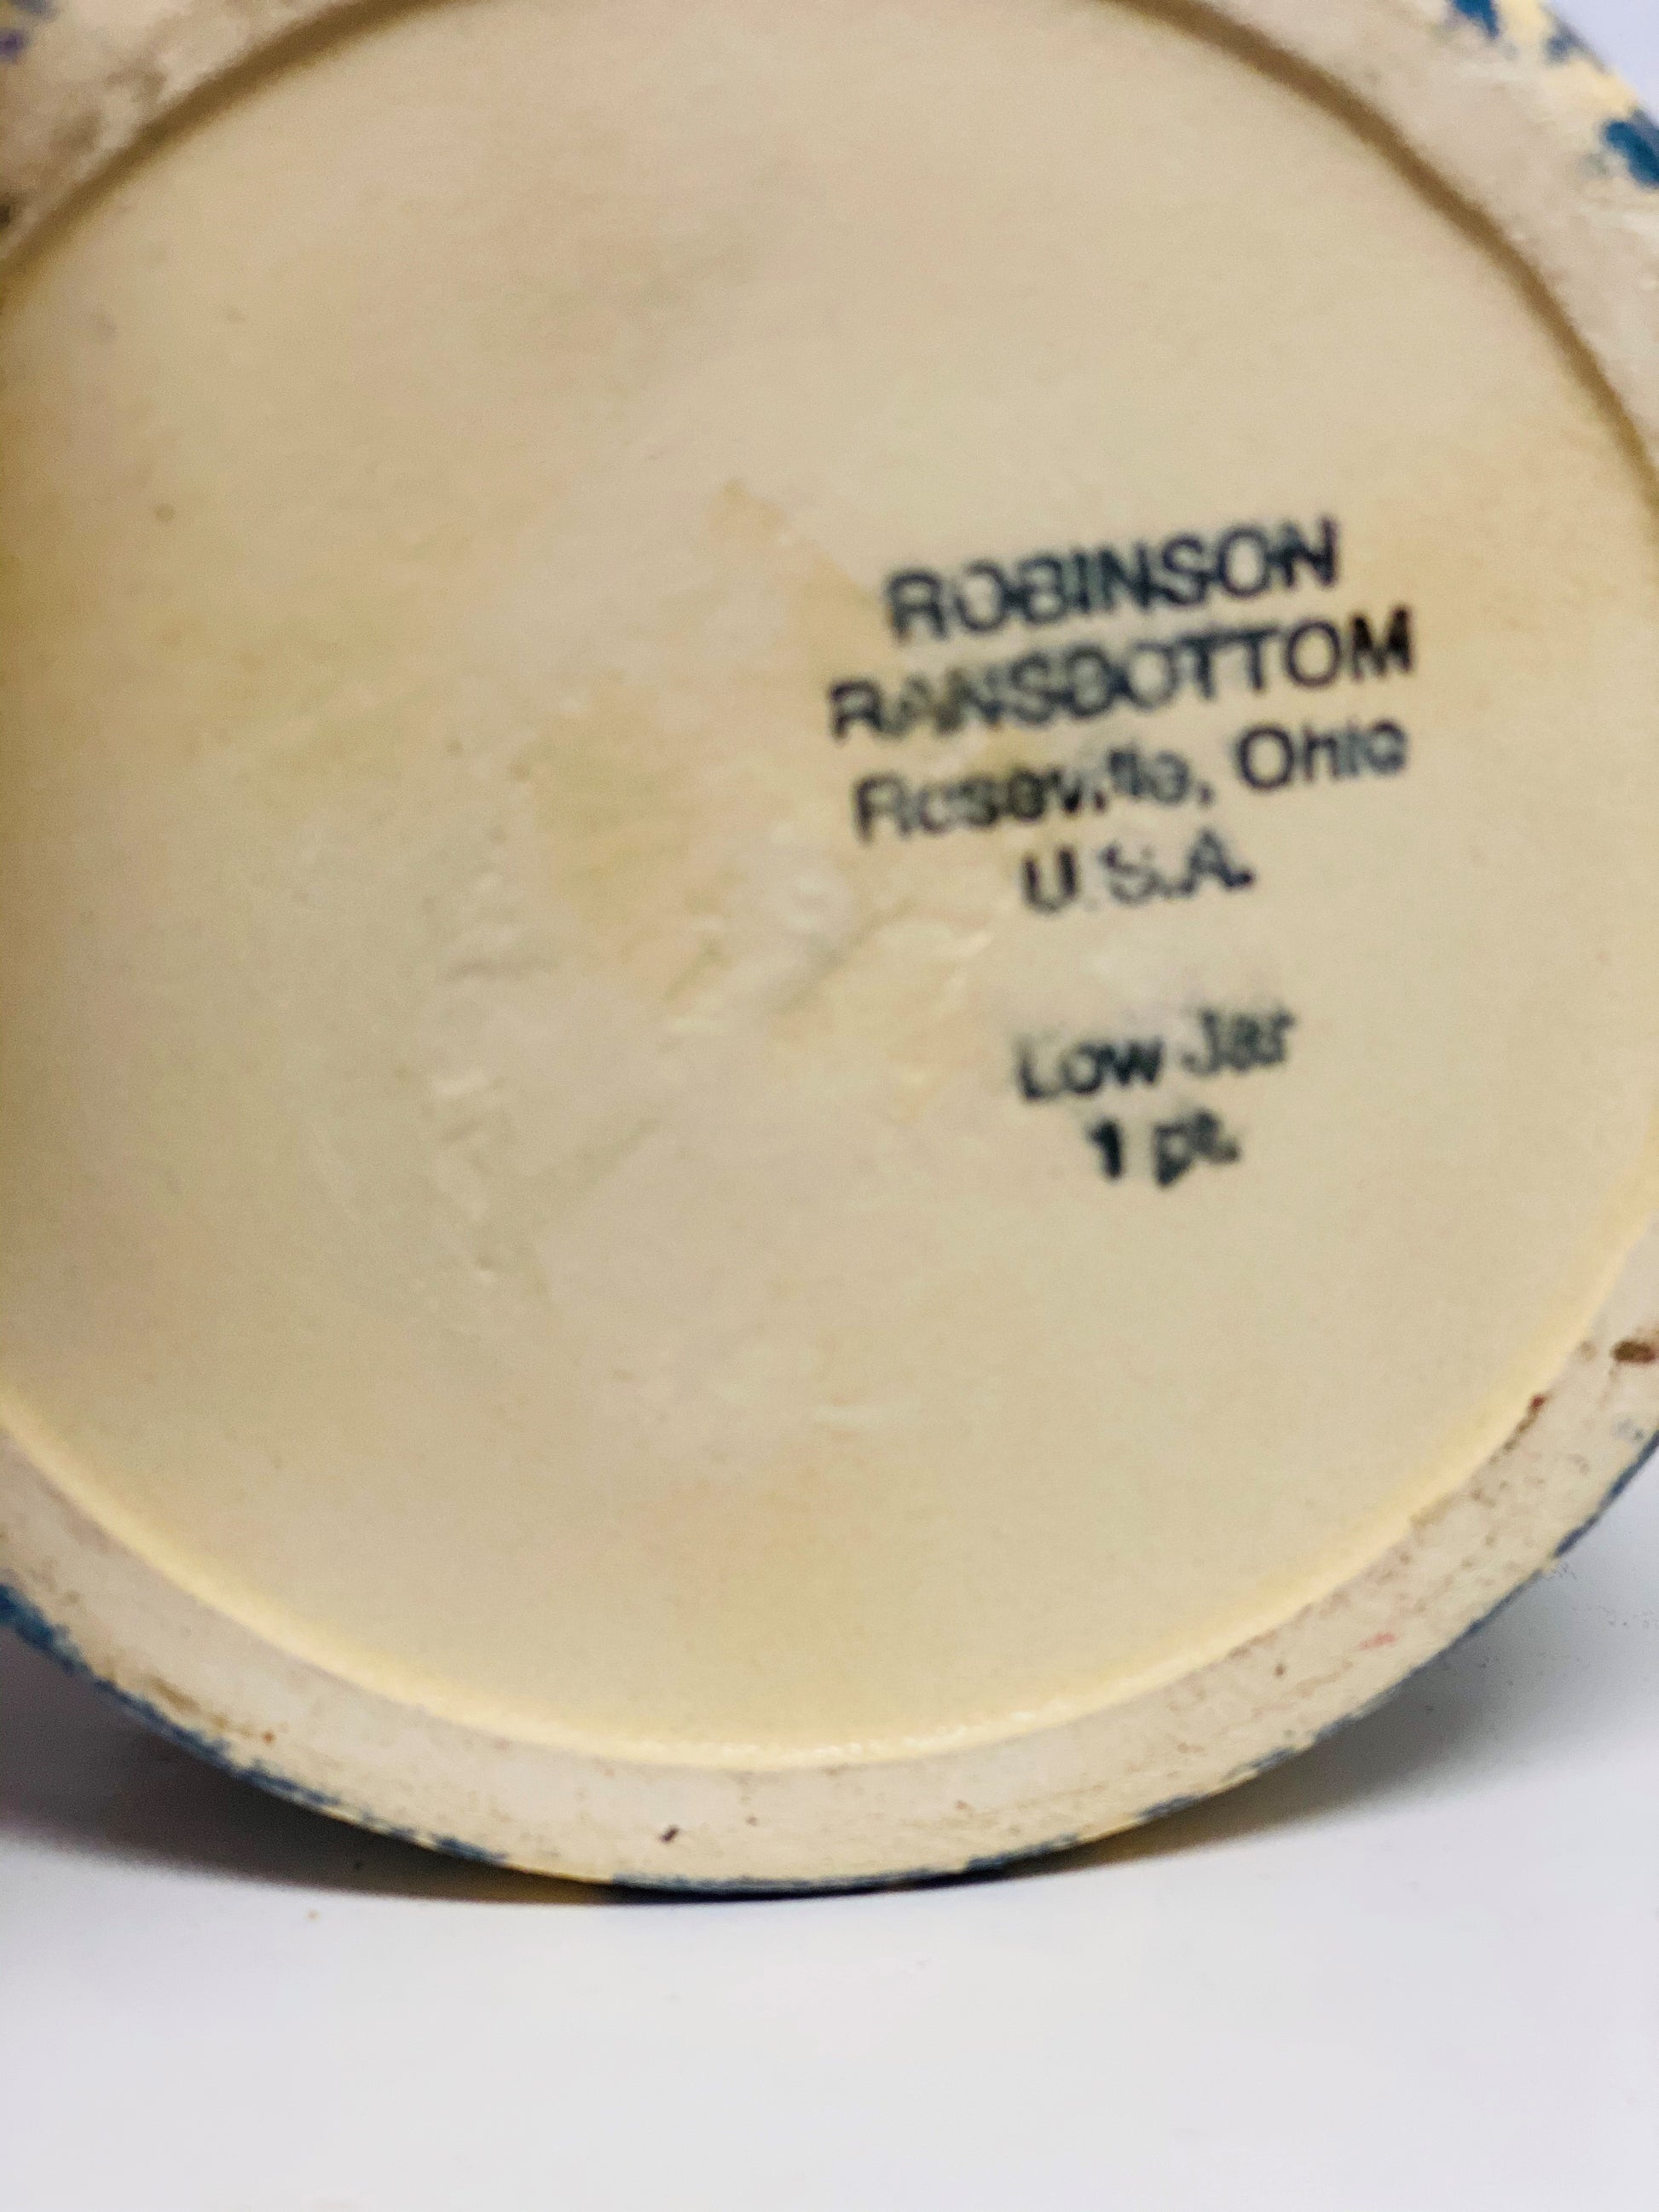 ROBINSON
RANSBOTTOM
Roseville, Ohio
U.S.A.
Low Jar
1 pt.